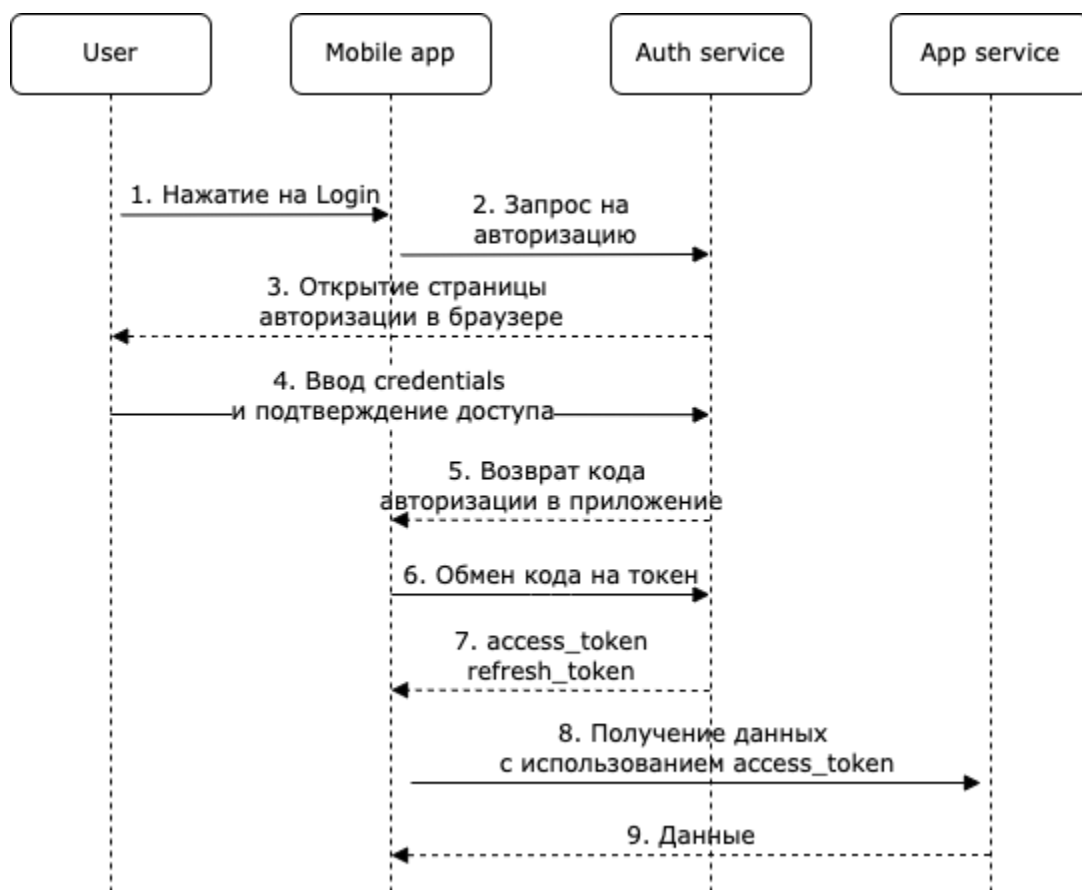 User
Mobile app
Auth service
App service
1. Нажатие на Login
2. Запрос на
авторизацию
3. Открытие страницы
авторизации в браузере
4. Ввод credentials
и подтверждение доступа
5. Возврат кода
авторизации в приложение
6. Обмен кода на токен
7. access_token
refresh_token
8. Получение данных
с использованием access_token
9. Данные